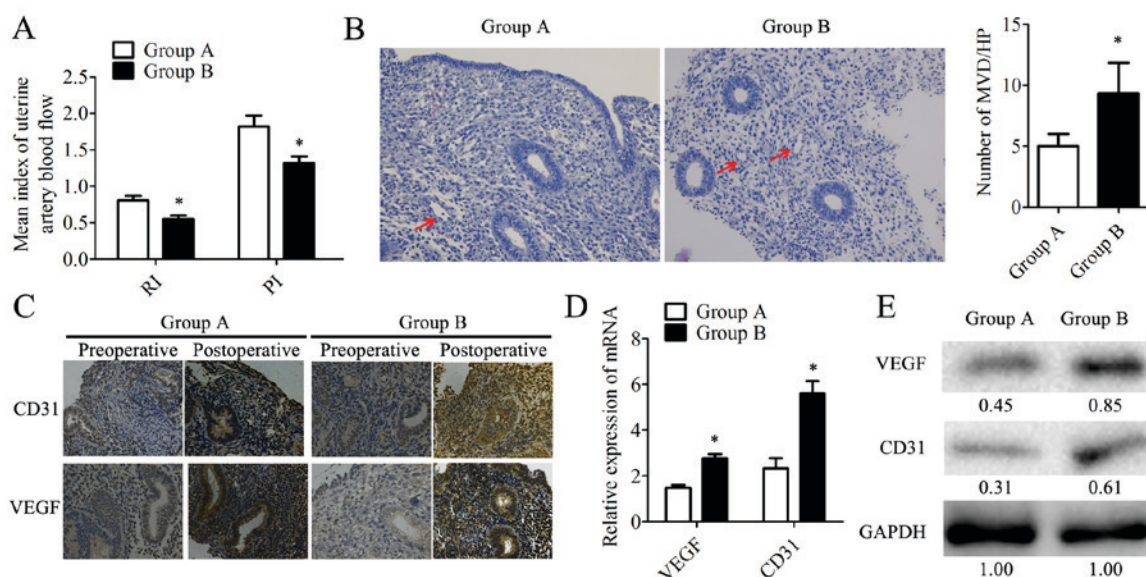 A
Group A
Group B
Mean index of uterine
artery blood flow
2.5
2.0
1.5
1.0
0.5
0.0
*
*
RI
PI
B
Group A
Group B
Number of MVD/HP
15
10
5
0
*
Group A
Group B
C
Group A
Group B
Preoperative
Postoperative
Preoperative
Postoperative
CD31
VEGF
D
Group A
Group B
Relative expression of mRNA
8
6
4
2
0
*
*
VEGF
CD31
E
Group A
Group B
VEGF
0.45
0.85
CD31
0.31
0.61
GAPDH
1.00
1.00